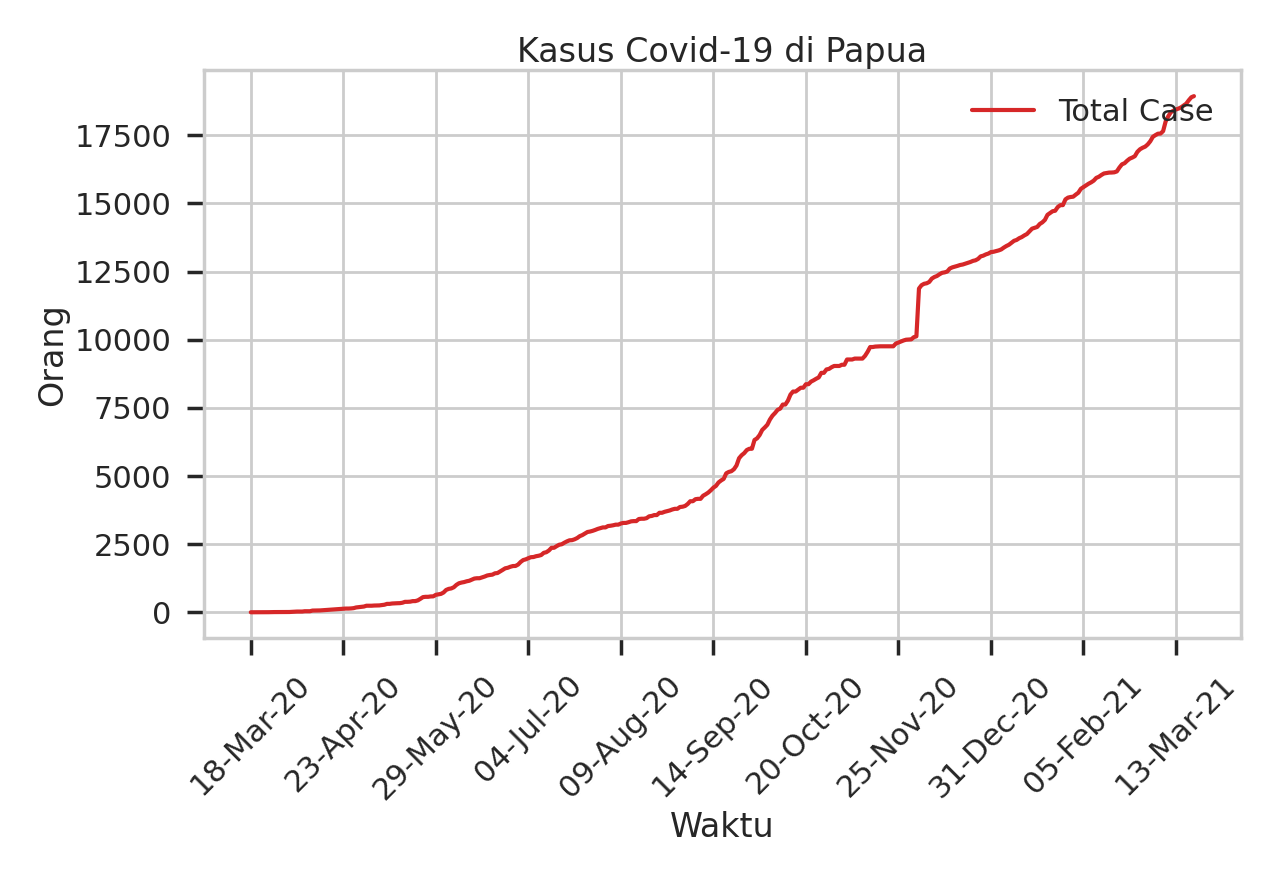 Kasus Covid-19 di Papua
Total Case
17500
15000
12500
10000
7500
5000
2500
0
Orang
18-Mar-20
23-Apr-20
29-May-20
04-Jul-20
09-Aug-20
14-Sep-20
20-Oct-20
25-Nov-20
31-Dec-20
05-Feb-21
13-Mar-21
Waktu